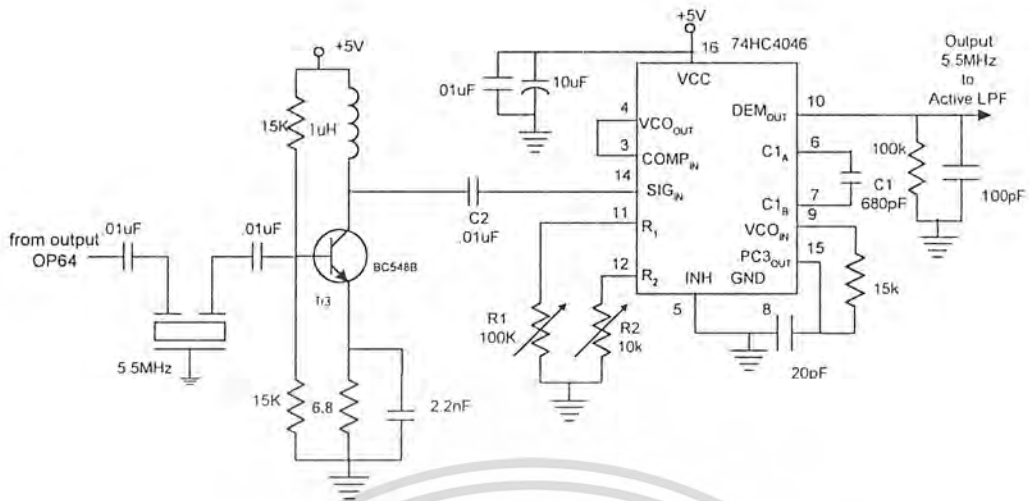 +5V
15K
1uH
.01uF
.01uF
from output
OP64
5.5MHz
BC548B
Tr3
15K
6.8
2.2nF
C2
.01uF
+5V
.01uF
10uF
16
74HC4046
VCC
4
VCO_OUT
3
COMP_IN
14
SIG_IN
11
R1
12
R2
INH
GND
5
8
R1
100K
R2
10k
DEM_OUT
10
C1_A
6
C1_B
7
9
VCO_IN
15
PC3_OUT
C1
680pF
15k
20pF
100k
100pF
Output
5.5MHz
to
Active LPF